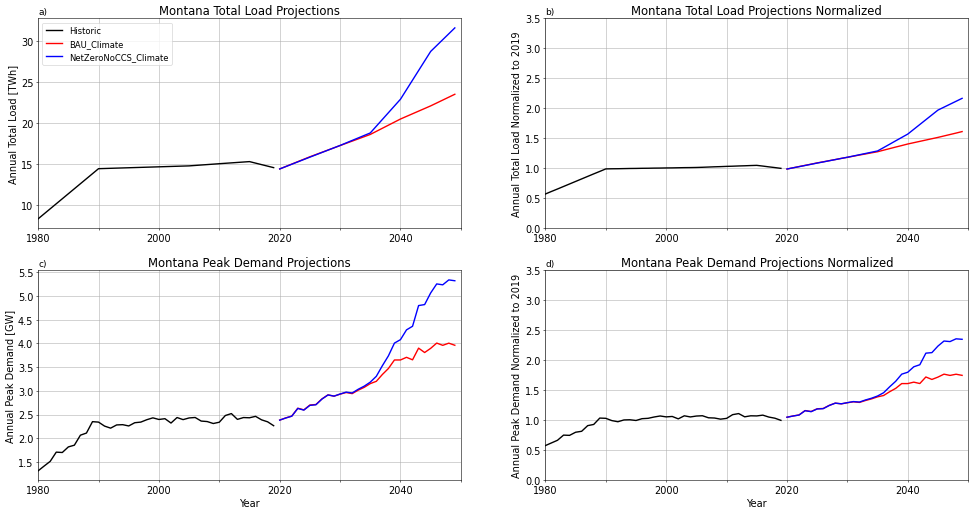 a)
Montana Total Load Projections
Annual Total Load [TWh]
30
25
20
15
10
Historic
BAU_Climate
NetZeroNoCCS_Climate
1980
2000
2020
2040
b)
Montana Total Load Projections Normalized
Annual Total Load Normalized to 2019
3.5
3.0
2.5
2.0
1.5
1.0
0.5
0.0
1980
2000
2020
2040
c)
Montana Peak Demand Projections
Annual Peak Demand [GW]
5.5
5.0
4.5
4.0
3.5
3.0
2.5
2.0
1.5
1980
2000
2020
2040
Year
d)
Montana Peak Demand Projections Normalized
Annual Peak Demand Normalized to 2019
3.5
3.0
2.5
2.0
1.5
1.0
0.5
0.0
1980
2000
2020
2040
Year